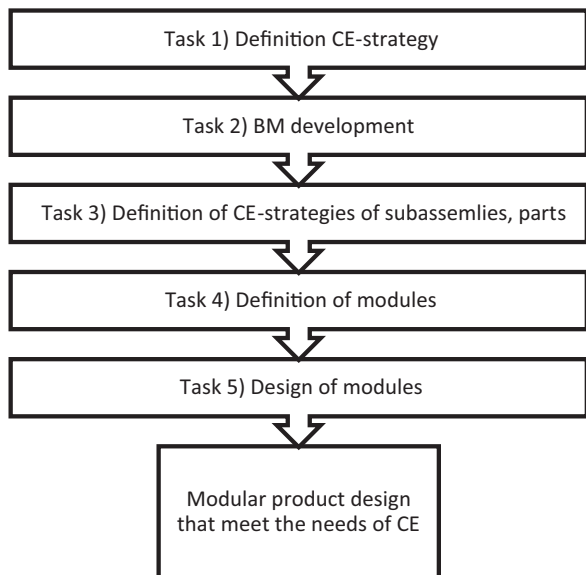 Task 1) Definition CE-strategy
Task 2) BM development
Task 3) Definition of CE-strategies of subassemlies, parts
Task 4) Definition of modules
Task 5) Design of modules
Modular product design
that meet the needs of CE